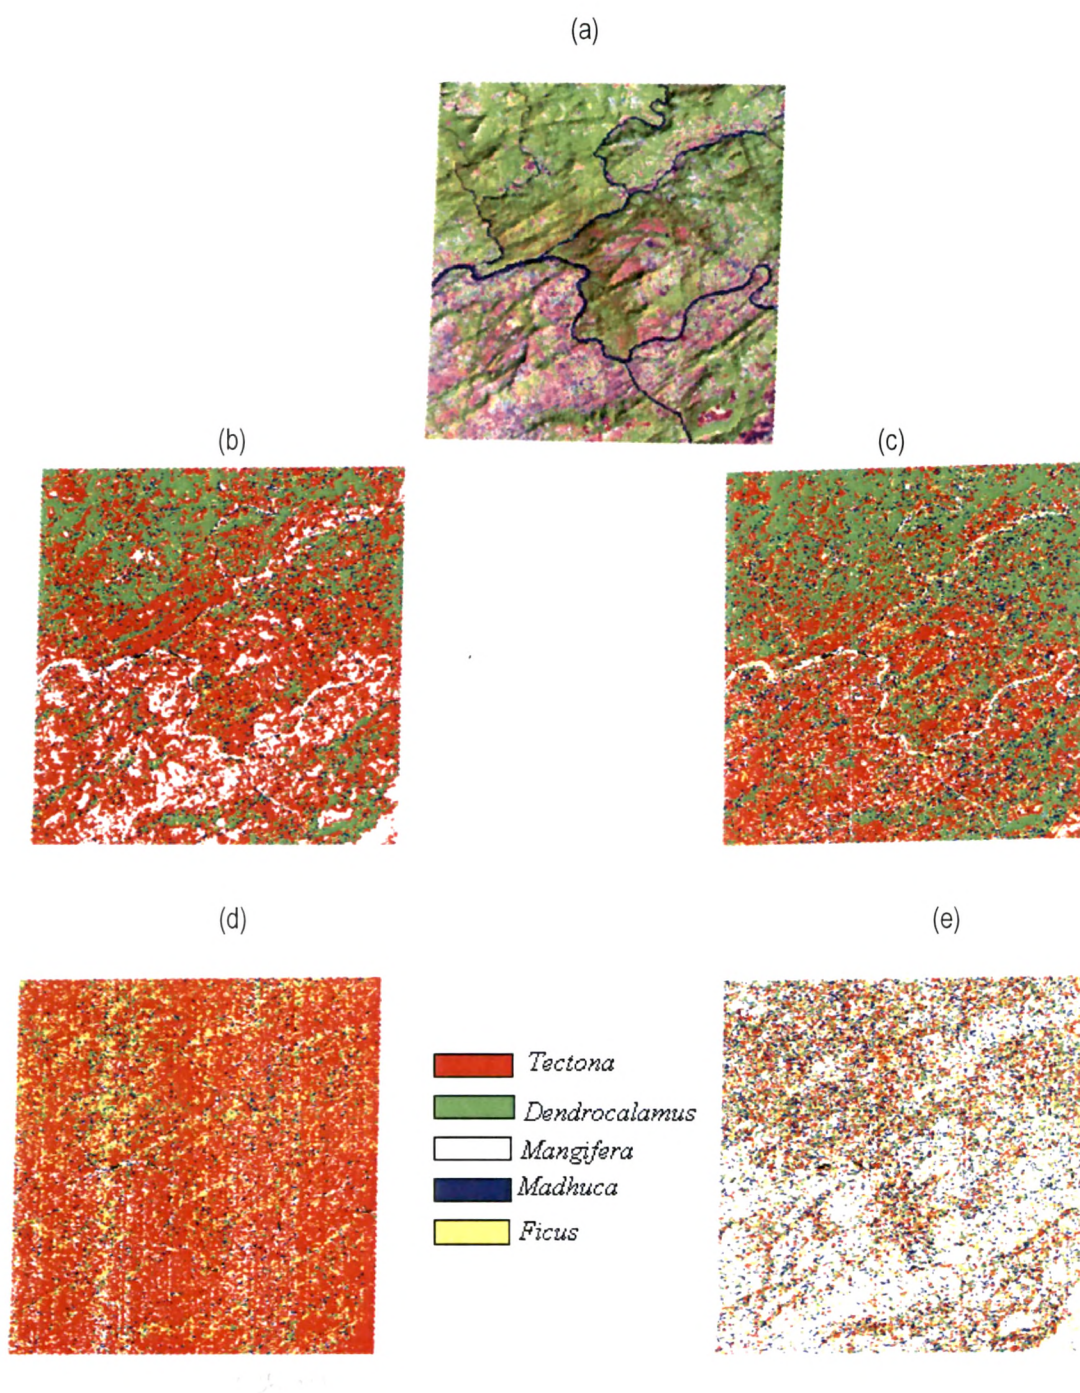 (a)
(b)
(c)
(d)
(e)
Tectona
Dendrocalamus
Mangifera
Madhuca
Ficus